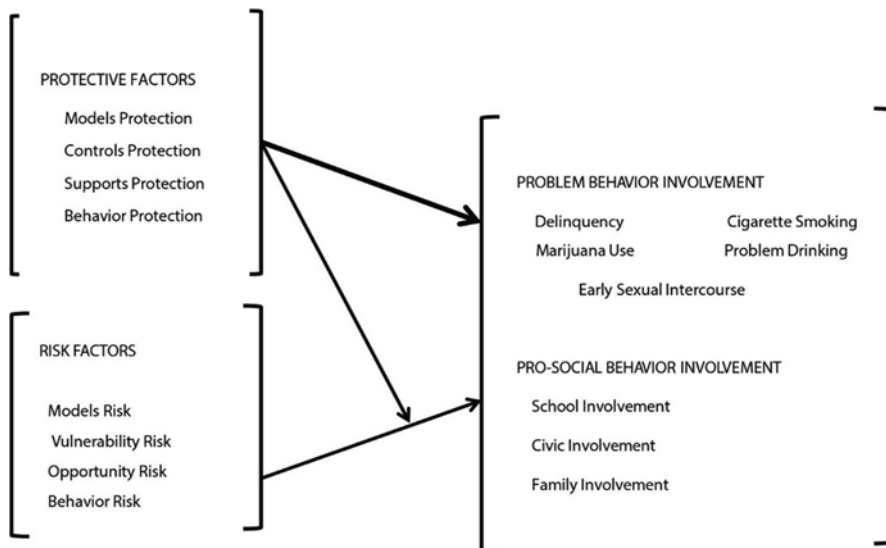 PROTECTIVE FACTORS
Models Protection
Controls Protection
Supports Protection
Behavior Protection
RISK FACTORS
Models Risk
Vulnerability Risk
Opportunity Risk
Behavior Risk
PROBLEM BEHAVIOR INVOLVEMENT
Delinquency Cigarette Smoking
Marijuana Use Problem Drinking
Early Sexual Intercourse
PRO-SOCIAL BEHAVIOR INVOLVEMENT
School Involvement
Civic Involvement
Family Involvement